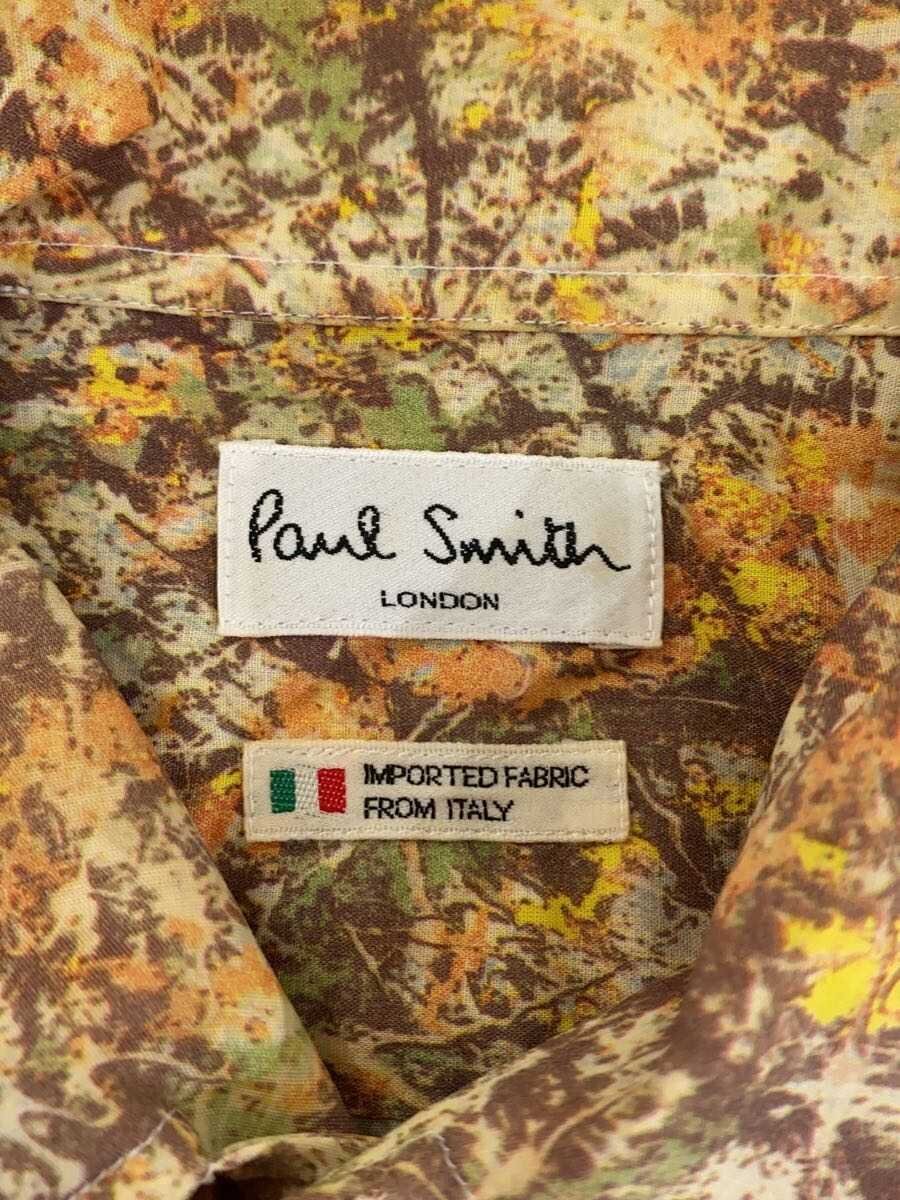 Paul Smith
LONDON
IMPORTED FABRIC
FROM ITALY